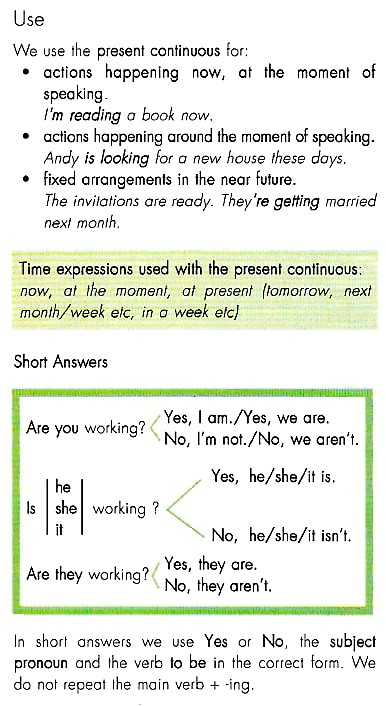 Use
We use the present continuous for:
• actions happening now, at the moment of
speaking.
I'm reading a book now.
• actions happening around the moment of speaking.
Andy is looking for a new house these days.
• fixed arrangements in the near future.
The invitations are ready. They're getting married
next month.
Time expressions used with the present continuous:
now, at the moment, at present (tomorrow, next
month/week etc, in a week etc)
Short Answers
Are you working?
Yes, I am./Yes, we are.
No, I'm not./No, we aren't.
Is
he
she
it
working ?
Yes, he/she/it is.
No, he/she/it isn't.
Are they working?
Yes, they are.
No, they aren't.
In short answers we use Yes or No, the subject
pronoun and the verb to be in the correct form. We
do not repeat the main verb + -ing.